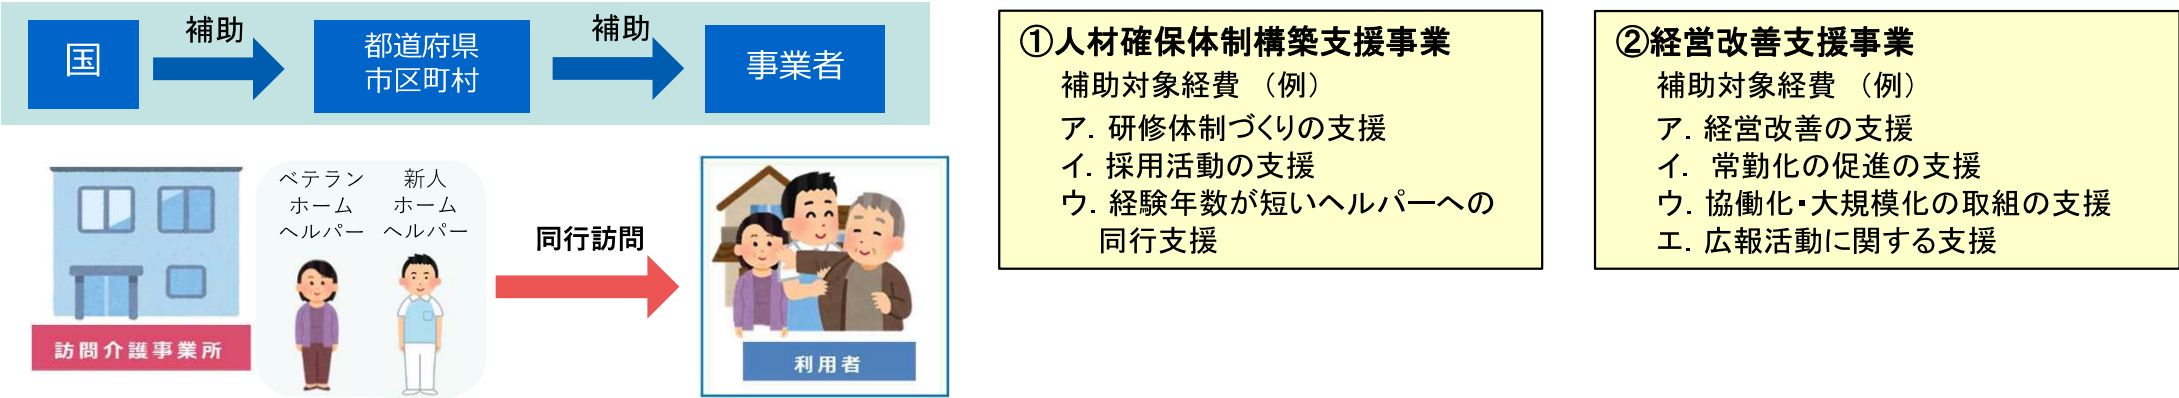 国
補助
都道府県
市区町村
補助
事業者
訪問介護事業所
ベテラン
ホーム
ヘルパー
新人
ホーム
ヘルパー
同行訪問
利用者
①人材確保体制構築支援事業
補助対象経費 (例)
ア. 研修体制づくりの支援
イ. 採用活動の支援
ウ. 経験年数が短いヘルパーへの
同行支援
②経営改善支援事業
補助対象経費 (例)
ア. 経営改善の支援
イ. 常勤化の促進の支援
ウ. 協働化・大規模化の取組の支援
エ. 広報活動に関する支援